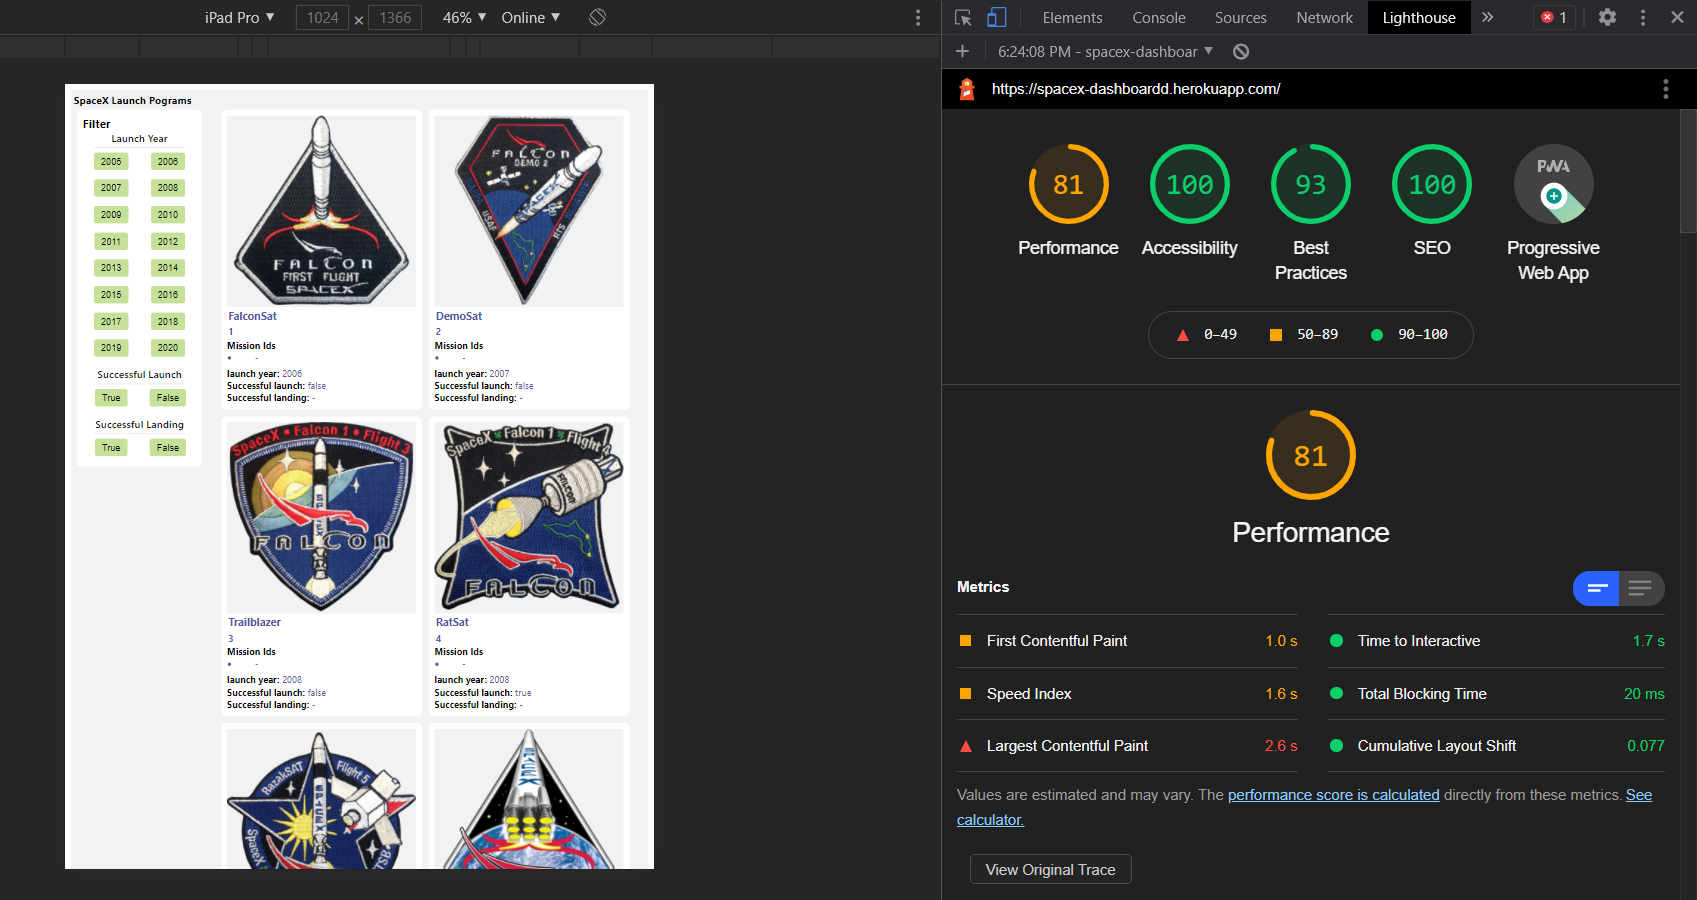 iPad Pro ▼ 1024 × 1366 46% ▼ Online ▼
Elements Console Sources Network Lighthouse » 1
6:24:08 PM - spacex-dashboar ▼
https://spacex-dashboardd.herokuapp.com/
SpaceX Launch Pograms
Filter
Launch Year
2005 2006
2007 2008
2009 2010
2011 2012
2013 2014
2015 2016
2017 2018
2019 2020
Successful Launch
True False
Successful Landing
True False
FALCON
FIRST FLIGHT
SPACEX
FalconSat
1
Mission Ids
• -
launch year: 2006
Successful launch: false
Successful landing: -
FALCON
DEMO 2
SPACEX
USAF
RTS
DemoSat
2
Mission Ids
• -
launch year: 2007
Successful launch: false
Successful landing: -
SpaceX • Falcon 1 • Flight 3
SPACEX
FALCON
Trailblazer
3
Mission Ids
• -
launch year: 2008
Successful launch: false
Successful landing: -
SpaceX Falcon 1 Flight 4
FALCON
FALCON
RatSat
4
Mission Ids
• -
launch year: 2008
Successful launch: true
Successful landing: -
RazakSAT Flight 5
SPACEX
SpaceX
SPACEX
81 100 93 100 PWA
Performance Accessibility Best Practices SEO Progressive Web App
0–49 50–89 90–100
81
Performance
Metrics
First Contentful Paint 1.0 s
Time to Interactive 1.7 s
Speed Index 1.6 s
Total Blocking Time 20 ms
Largest Contentful Paint 2.6 s
Cumulative Layout Shift 0.077
Values are estimated and may vary. The performance score is calculated directly from these metrics. See
calculator.
View Original Trace